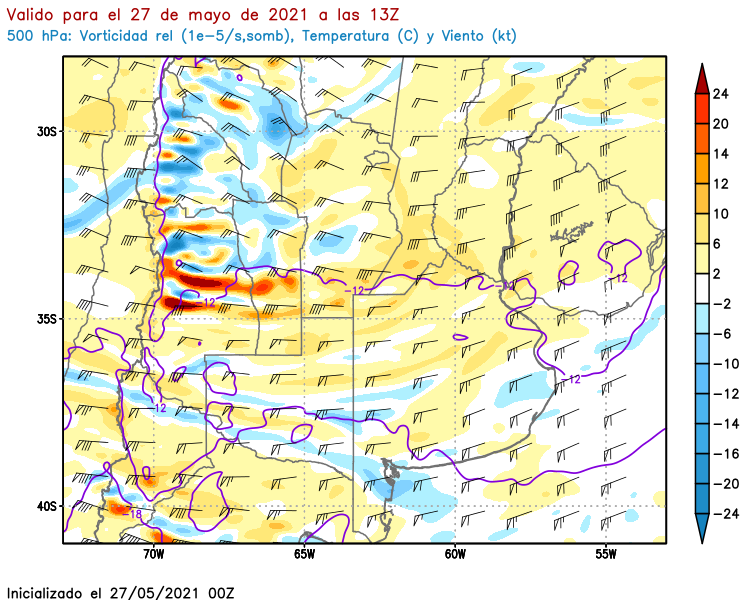 Valido para el 27 de mayo de 2021 a las 13Z
500 hPa: Vorticidad rel (1e-5/s,somb), Temperatura (C) y Viento (kt)
24
20
14
12
10
6
2
-2
-6
-10
-12
-14
-16
-20
-24
30S
35S
40S
70W
65W
60W
55W
-12
-12
-12
-12
-12
-12
-18
Inicializado el 27/05/2021 00Z